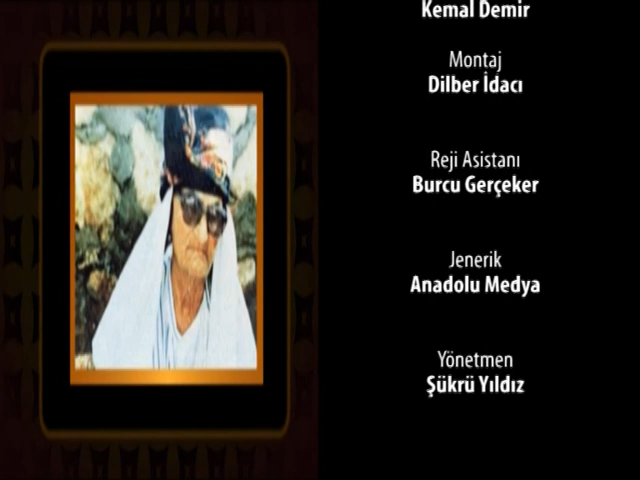 Kemal Demir
Montaj
Dilber İdacı
Reji Asistanı
Burcu Gerçeker
Jenerik
Anadolu Medya
Yönetmen
Şükrü Yıldız